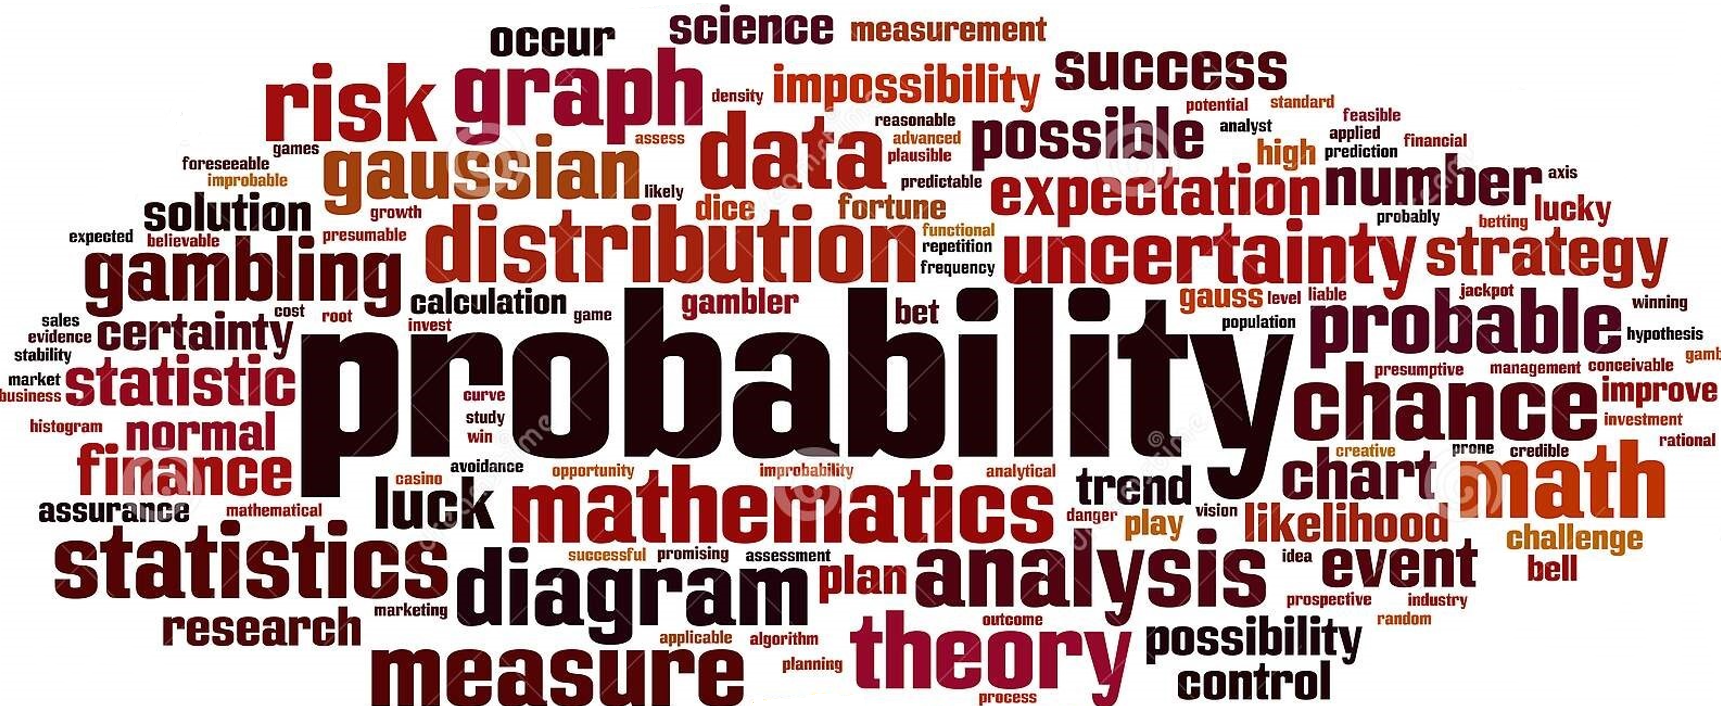 science
measurement
occur
success
graph
risk
impossibility
density
potential
standard
feasible
possible
data
reasonable
analyst
applied
assess
advanced
financial
games
gaussian
plausible
high
prediction
foreseeable
improbable
likely
predictable
expectation
number
axis
solution
growth
dice
fortune
probably
betting
lucky
expected
believable
presumable
distribution
functional
repetition
frequency
uncertainty
strategy
gambling
calculation
gambler
bet
gauss
level
liable
jackpot
winning
cost
root
invest
game
population
probable
hypothesis
sales
evidence
certainty
stability
probability
gamb
presumptive
management
conceivable
market
business
statistic
curve
chance
improve
study
win
investment
histogram
normal
rational
finance
casino
avoidance
opportunity
improbability
analytical
creative
prone
credible
luck
mathematics
trend
chart
math
assurance
mathematical
danger
play
vision
likelihood
challenge
statistics
successful
promising
assessment
analysis
idea
event
bell
diagram
plan
marketing
prospective
industry
research
applicable
algorithm
outcome
random
measure
planning
theory
possibility
control
process